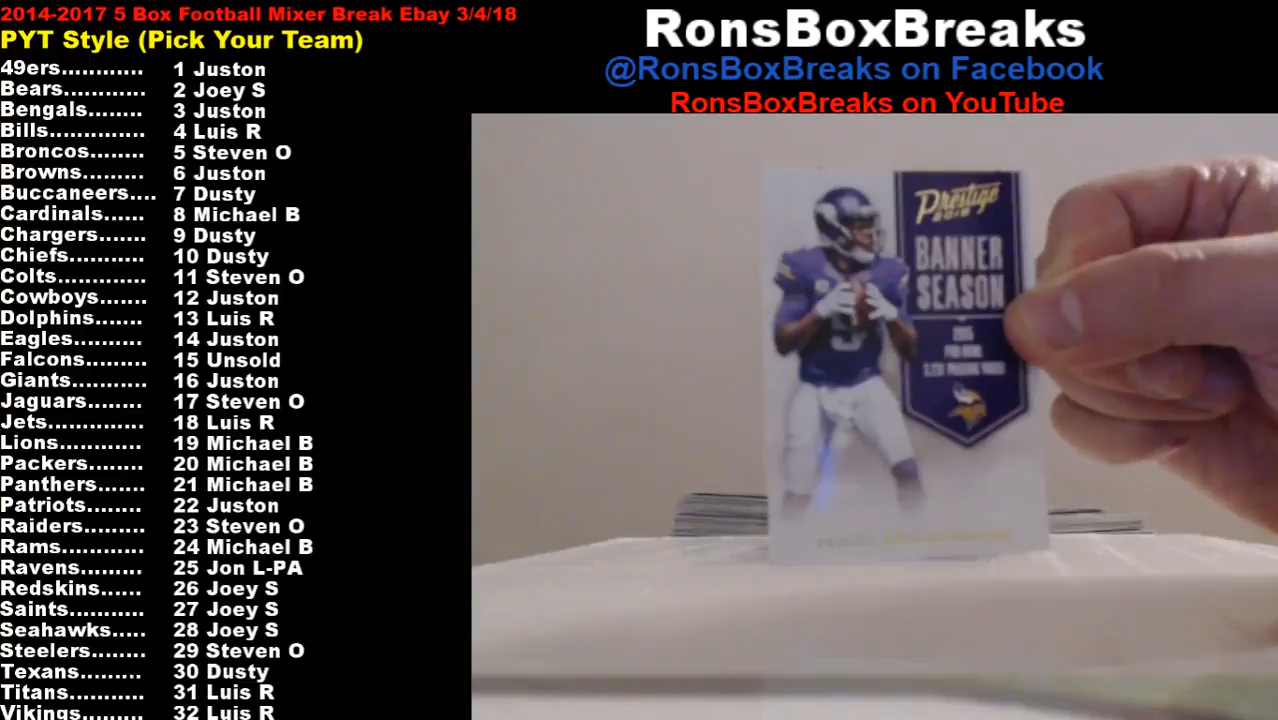 2014-2017 5 Box Football Mixer Break Ebay 3/4/18
PYT Style (Pick Your Team)
49ers............ 1 Juston
Bears............ 2 Joey S
Bengals........ 3 Juston
Bills.............. 4 Luis R
Broncos........ 5 Steven O
Browns......... 6 Juston
Buccaneers.... 7 Dusty
Cardinals...... 8 Michael B
Chargers....... 9 Dusty
Chiefs........... 10 Dusty
Colts............. 11 Steven O
Cowboys....... 12 Juston
Dolphins....... 13 Luis R
Eagles.......... 14 Juston
Falcons......... 15 Unsold
Giants........... 16 Juston
Jaguars........ 17 Steven O
Jets.............. 18 Luis R
Lions............ 19 Michael B
Packers........ 20 Michael B
Panthers....... 21 Michael B
Patriots........ 22 Juston
Raiders......... 23 Steven O
Rams............ 24 Michael B
Ravens......... 25 Jon L-PA
Redskins...... 26 Joey S
Saints........... 27 Joey S
Seahawks..... 28 Joey S
Steelers........ 29 Steven O
Texans......... 30 Dusty
Titans........... 31 Luis R
Vikings......... 32 Luis R
RonsBoxBreaks
@RonsBoxBreaks on Facebook
RonsBoxBreaks on YouTube
Prestige
BANNER
SEASON